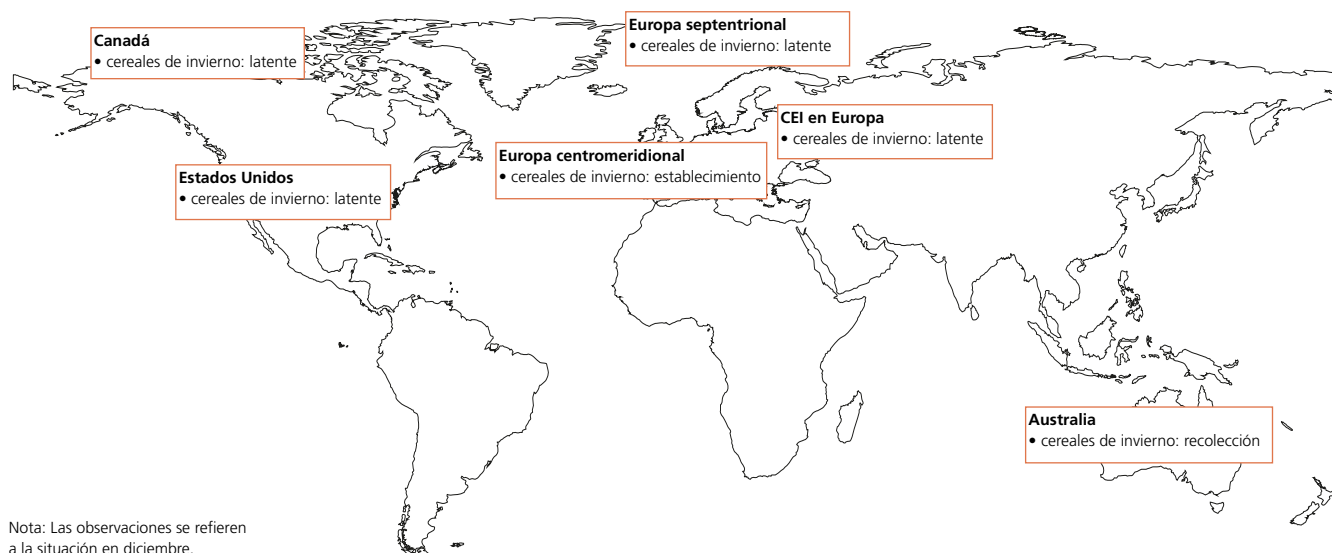 Europa septentrional
• cereales de invierno: latente
Canadá
• cereales de invierno: latente
CEI en Europa
• cereales de invierno: latente
Europa centromeridional
• cereales de invierno: establecimiento
Estados Unidos
• cereales de invierno: latente
Australia
• cereales de invierno: recolección
Nota: Las observaciones se refieren
a la situación en diciembre.